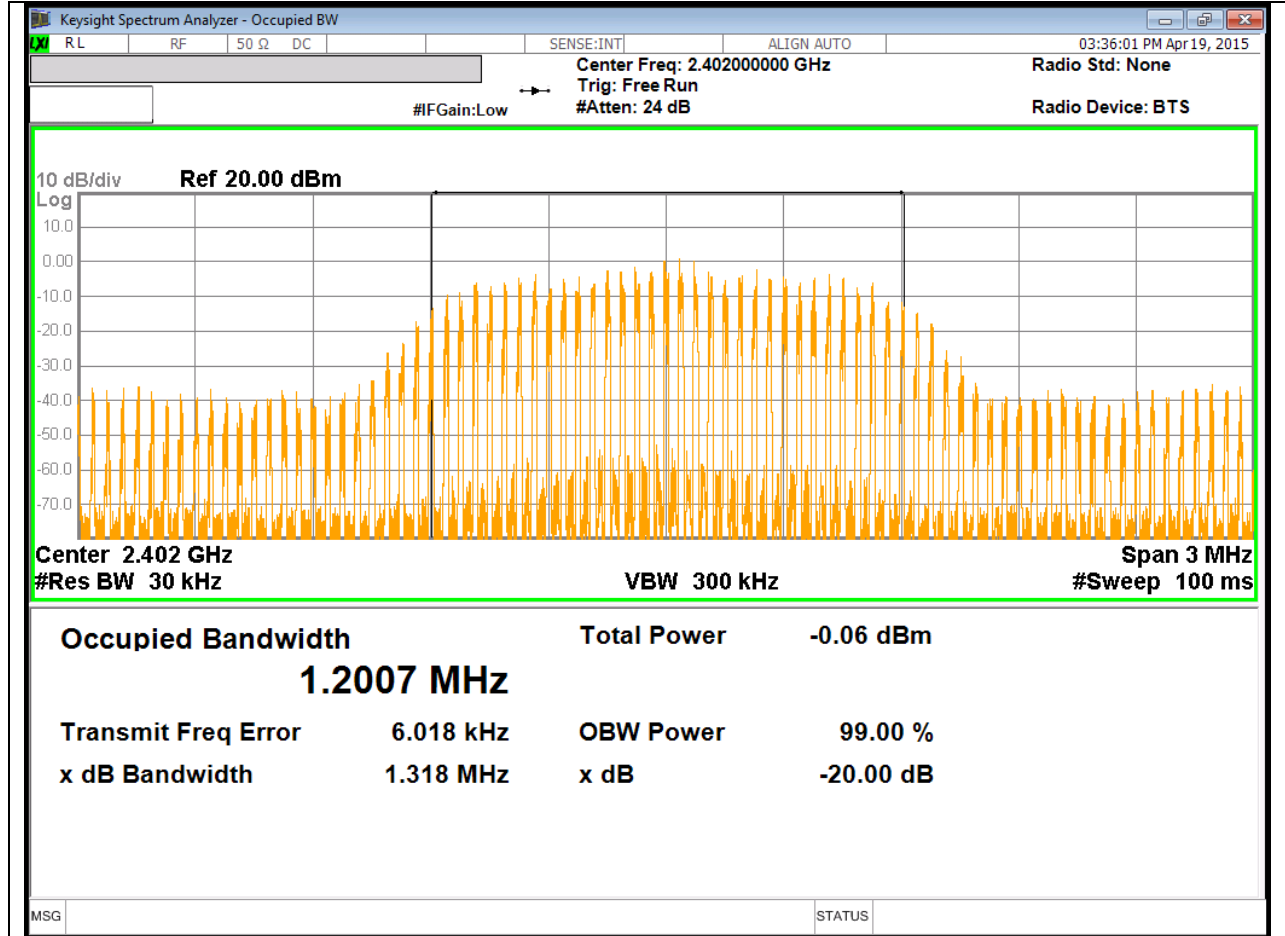 Keysight Spectrum Analyzer - Occupied BW
LXI RL RF 50 Ω DC SENSE:INT ALIGN AUTO 03:36:01 PM Apr 19, 2015
Center Freq: 2.402000000 GHz Radio Std: None
Trig: Free Run
#IFGain:Low #Atten: 24 dB Radio Device: BTS
10 dB/div Ref 20.00 dBm
Log
10.0
0.00
-10.0
-20.0
-30.0
-40.0
-50.0
-60.0
-70.0
Center 2.402 GHz Span 3 MHz
#Res BW 30 kHz VBW 300 kHz #Sweep 100 ms
Occupied Bandwidth Total Power -0.06 dBm
1.2007 MHz
Transmit Freq Error 6.018 kHz OBW Power 99.00 %
x dB Bandwidth 1.318 MHz x dB -20.00 dB
MSG STATUS